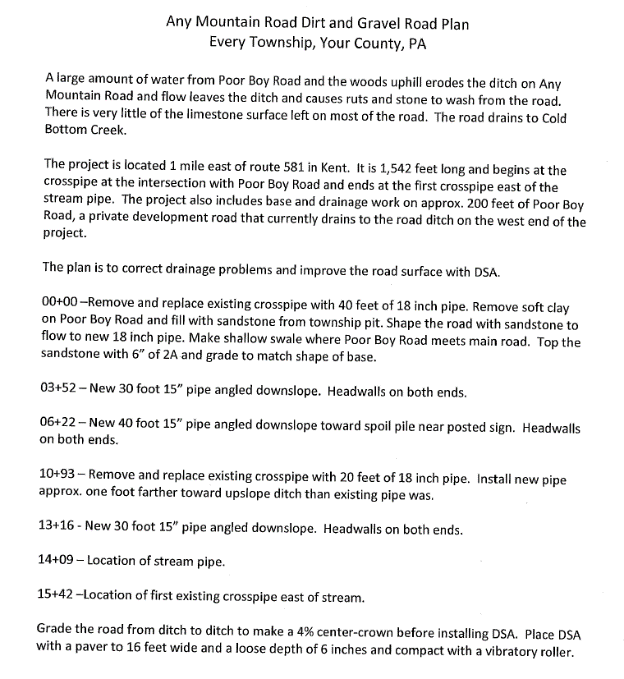 Any Mountain Road Dirt and Gravel Road Plan
Every Township, Your County, PA
A large amount of water from Poor Boy Road and the woods uphill erodes the ditch on Any
Mountain Road and flow leaves the ditch and causes ruts and stone to wash from the road.
There is very little of the limestone surface left on most of the road. The road drains to Cold
Bottom Creek.
The project is located 1 mile east of route 581 in Kent. It is 1,542 feet long and begins at the
crosspipe at the intersection with Poor Boy Road and ends at the first crosspipe east of the
stream pipe. The project also includes base and drainage work on approx. 200 feet of Poor Boy
Road, a private development road that currently drains to the road ditch on the west end of the
project.
The plan is to correct drainage problems and improve the road surface with DSA.
00+00 –Remove and replace existing crosspipe with 40 feet of 18 inch pipe. Remove soft clay
on Poor Boy Road and fill with sandstone from township pit. Shape the road with sandstone to
flow to new 18 inch pipe. Make shallow swale where Poor Boy Road meets main road. Top the
sandstone with 6” of 2A and grade to match shape of base.
03+52 – New 30 foot 15” pipe angled downslope. Headwalls on both ends.
06+22 – New 40 foot 15” pipe angled downslope toward spoil pile near posted sign. Headwalls
on both ends.
10+93 – Remove and replace existing crosspipe with 20 feet of 18 inch pipe. Install new pipe
approx. one foot farther toward upslope ditch than existing pipe was.
13+16 - New 30 foot 15” pipe angled downslope. Headwalls on both ends.
14+09 – Location of stream pipe.
15+42 –Location of first existing crosspipe east of stream.
Grade the road from ditch to ditch to make a 4% center-crown before installing DSA. Place DSA
with a paver to 16 feet wide and a loose depth of 6 inches and compact with a vibratory roller.